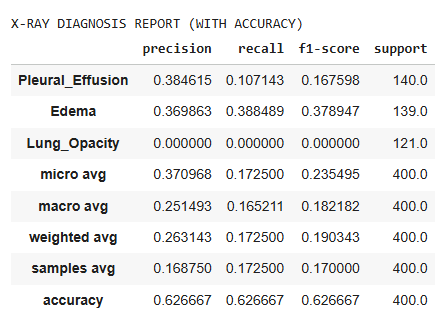 X-RAY DIAGNOSIS REPORT (WITH ACCURACY)
precision recall f1-score support
Pleural_Effusion 0.384615 0.107143 0.167598 140.0
Edema 0.369863 0.388489 0.378947 139.0
Lung_Opacity 0.000000 0.000000 0.000000 121.0
micro avg 0.370968 0.172500 0.235495 400.0
macro avg 0.251493 0.165211 0.182182 400.0
weighted avg 0.263143 0.172500 0.190343 400.0
samples avg 0.168750 0.172500 0.170000 400.0
accuracy 0.626667 0.626667 0.626667 400.0